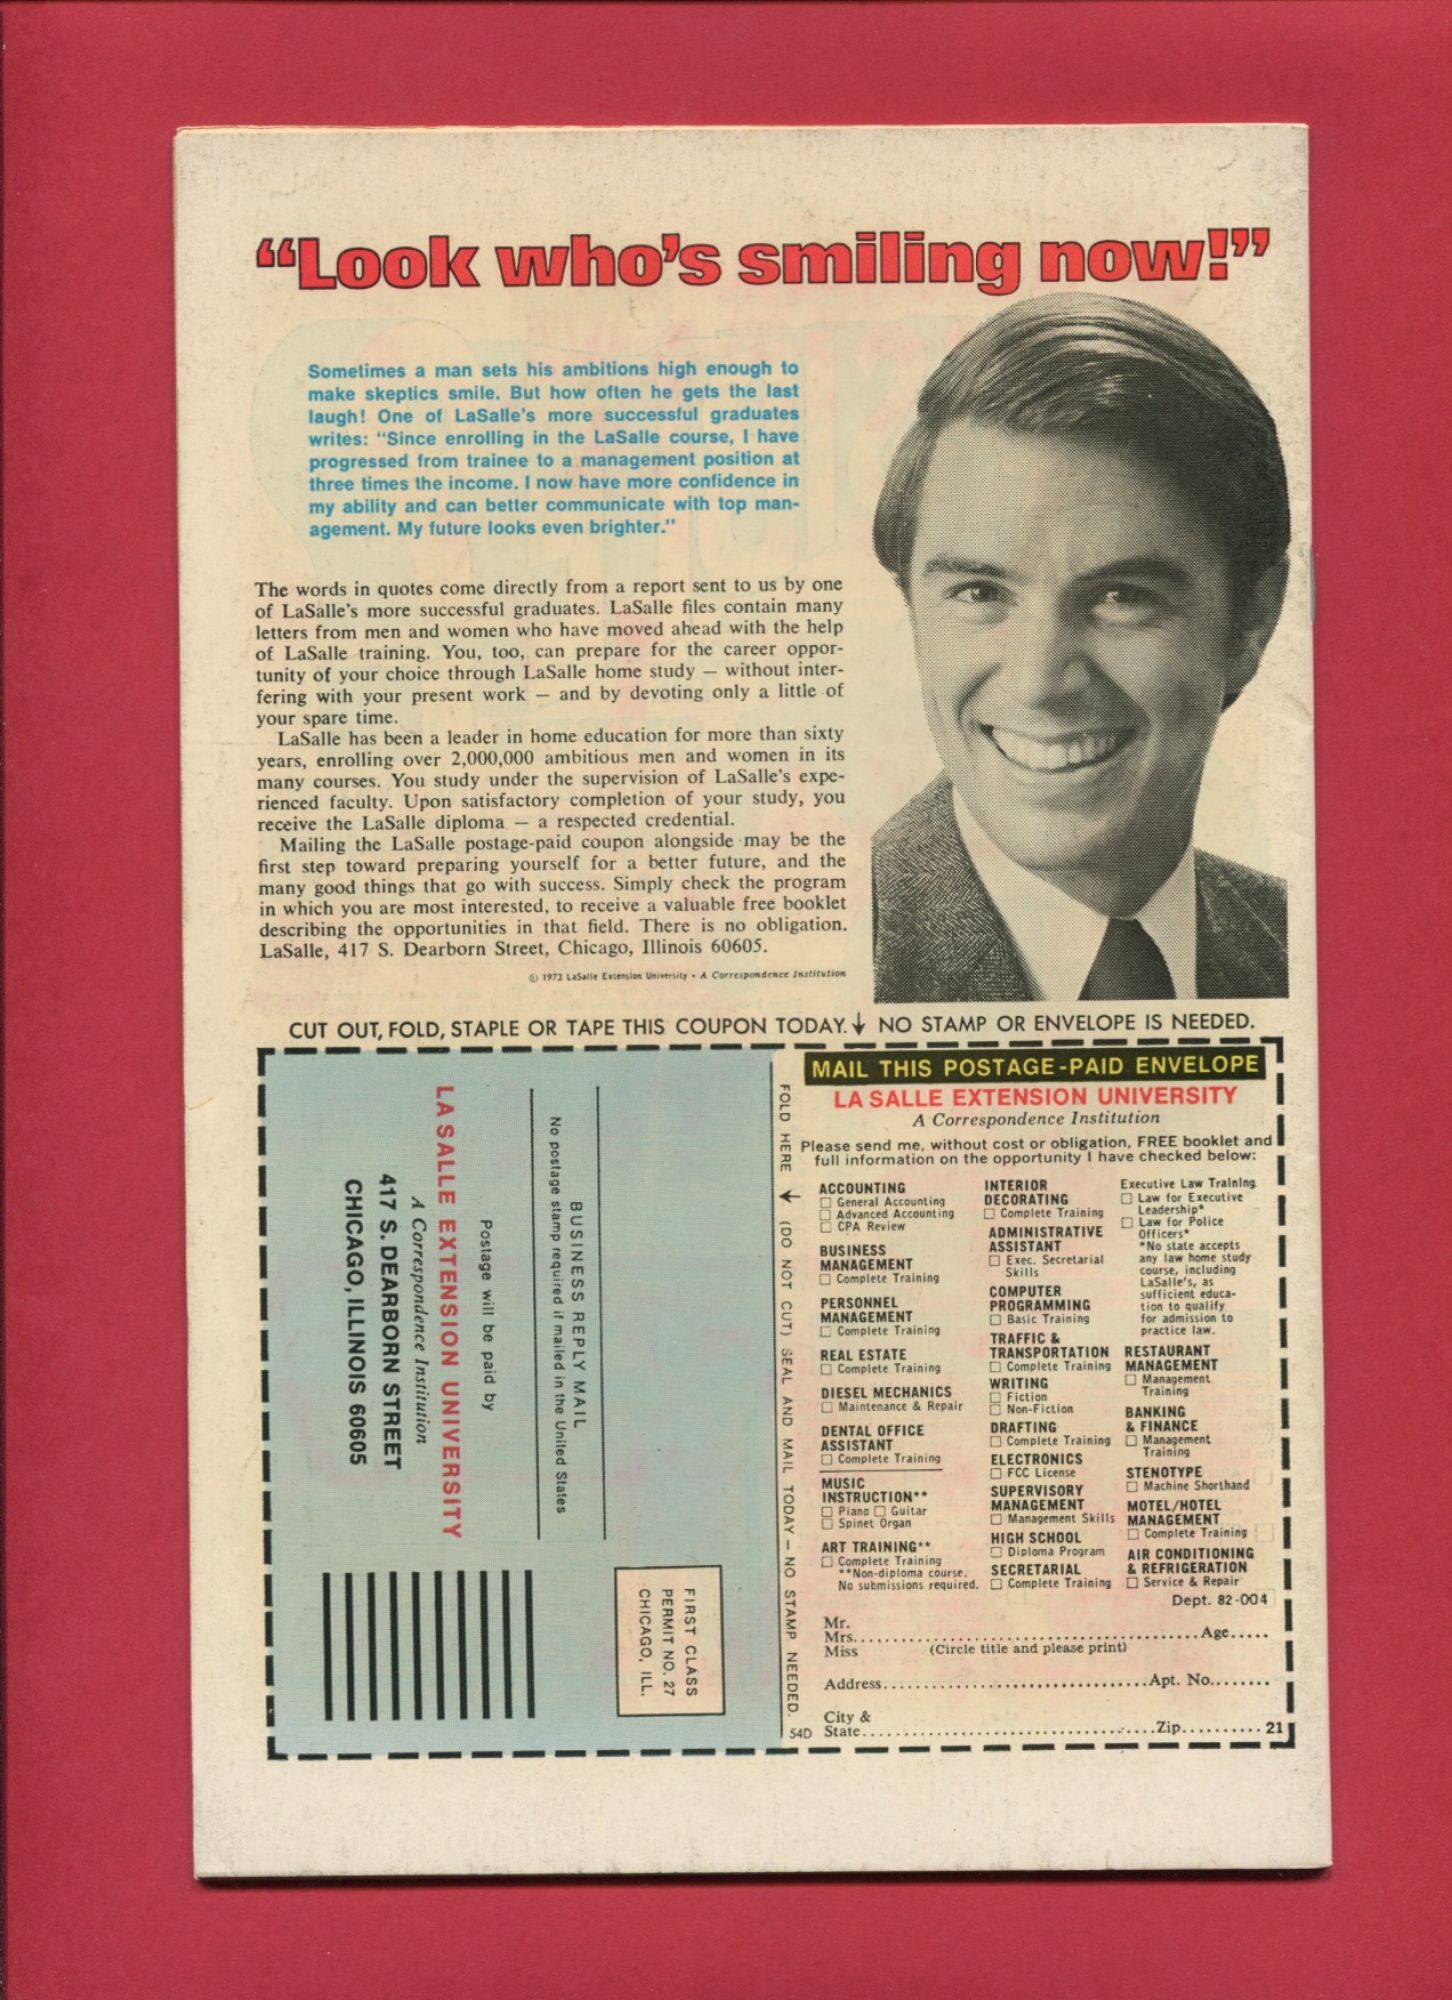 “Look who's smiling now!”
Sometimes a man sets his ambitions high enough to
make skeptics smile. But how often he gets the last
laugh! One of LaSalle's more successful graduates
writes: “Since enrolling in the LaSalle course, I have
progressed from trainee to a management position at
three times the income. I now have more confidence in
my ability and can better communicate with top man-
agement. My future looks even brighter.”
The words in quotes come directly from a report sent to us by one
of LaSalle's more successful graduates. LaSalle files contain many
letters from men and women who have moved ahead with the help
of LaSalle training. You, too, can prepare for the career oppor-
tunity of your choice through LaSalle home study — without inter-
fering with your present work — and by devoting only a little of
your spare time.
LaSalle has been a leader in home education for more than sixty
years, enrolling over 2,000,000 ambitious men and women in its
many courses. You study under the supervision of LaSalle's expe-
rienced faculty. Upon satisfactory completion of your study, you
receive the LaSalle diploma — a respected credential.
Mailing the LaSalle postage-paid coupon alongside may be the
first step toward preparing yourself for a better future, and the
many good things that go with success. Simply check the program
in which you are most interested, to receive a valuable free booklet
describing the opportunities in that field. There is no obligation.
LaSalle, 417 S. Dearborn Street, Chicago, Illinois 60605.
© 1973 LaSalle Extension University • A Correspondence Institution
CUT OUT, FOLD, STAPLE OR TAPE THIS COUPON TODAY. ↓ NO STAMP OR ENVELOPE IS NEEDED.
FIRST CLASS
PERMIT NO. 27
CHICAGO, ILL.
BUSINESS REPLY MAIL
No postage stamp required if mailed in the United States
Postage will be paid by
LA SALLE EXTENSION UNIVERSITY
A Correspondence Institution
417 S. DEARBORN STREET
CHICAGO, ILLINOIS 60605
FOLD HERE ← (DO NOT CUT) SEAL AND MAIL TODAY — NO STAMP NEEDED.
MAIL THIS POSTAGE-PAID ENVELOPE
LA SALLE EXTENSION UNIVERSITY
A Correspondence Institution
Please send me, without cost or obligation, FREE booklet and
full information on the opportunity I have checked below:
ACCOUNTING
☐ General Accounting
☐ Advanced Accounting
☐ CPA Review
BUSINESS
MANAGEMENT
☐ Complete Training
PERSONNEL
MANAGEMENT
☐ Complete Training
REAL ESTATE
☐ Complete Training
DIESEL MECHANICS
☐ Maintenance & Repair
DENTAL OFFICE
ASSISTANT
☐ Complete Training
MUSIC
INSTRUCTION**
☐ Piano ☐ Guitar
☐ Spinet Organ
ART TRAINING**
☐ Complete Training
**Non-diploma course.
No submissions required.
INTERIOR
DECORATING
☐ Complete Training
ADMINISTRATIVE
ASSISTANT
☐ Exec. Secretarial
Skills
COMPUTER
PROGRAMMING
☐ Basic Training
TRAFFIC &
TRANSPORTATION
☐ Complete Training
WRITING
☐ Fiction
☐ Non-Fiction
DRAFTING
☐ Complete Training
ELECTRONICS
☐ FCC License
SUPERVISORY
MANAGEMENT
☐ Management Skills
HIGH SCHOOL
☐ Diploma Program
SECRETARIAL
☐ Complete Training
Executive Law Training
☐ Law for Executive
Leadership*
☐ Law for Police
Officers*
*No state accepts
any law home study
course, including
LaSalle's, as
sufficient educa-
tion to qualify
for admission to
practice law.
RESTAURANT
MANAGEMENT
☐ Management
Training
BANKING
& FINANCE
☐ Management
Training
STENOTYPE
☐ Machine Shorthand
MOTEL/HOTEL
MANAGEMENT
☐ Complete Training
AIR CONDITIONING
& REFRIGERATION
☐ Service & Repair
Dept. 82-004
Mr.
Mrs.......................................................Age.....
Miss (Circle title and please print)
Address..................................Apt. No........
City &
54D State.....................................Zip.......... 21